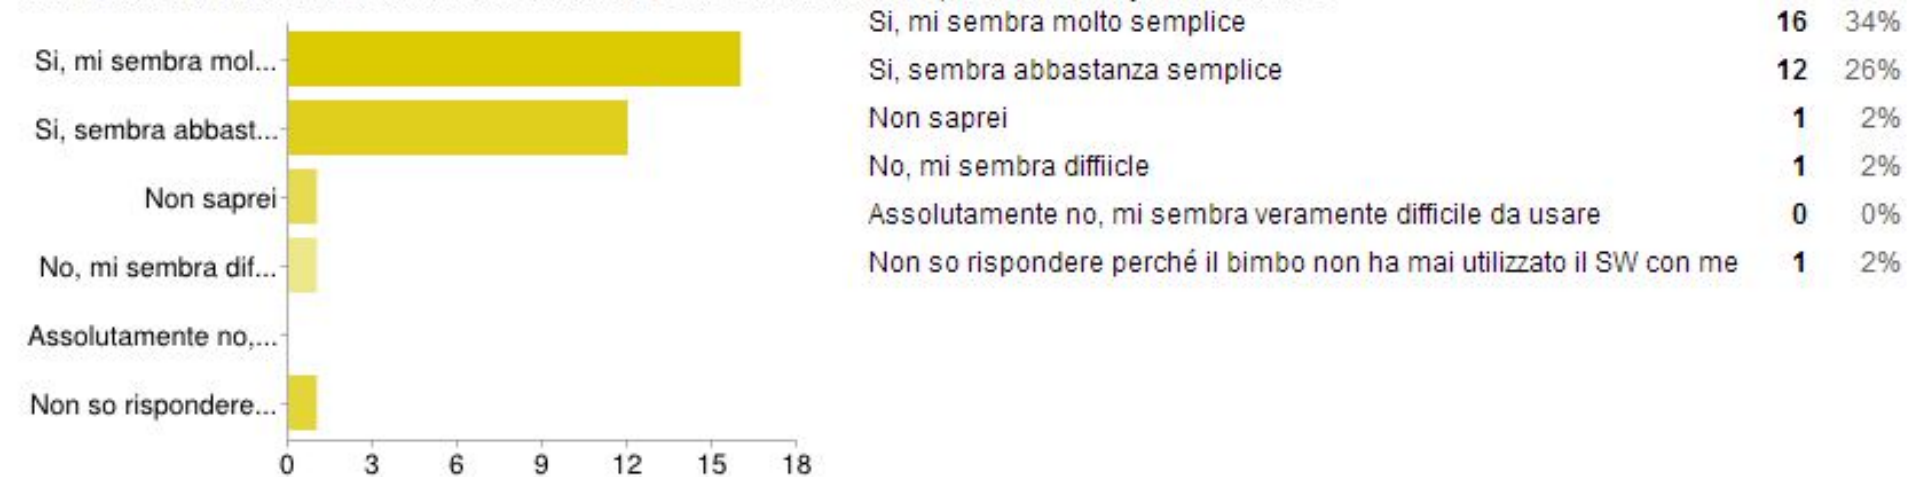 Si, mi sembra mol...
Si, sembra abbast...
Non saprei
No, mi sembra dif...
Assolutamente no,...
Non so rispondere...
0 3 6 9 12 15 18
Si, mi sembra molto semplice 16 34%
Si, sembra abbastanza semplice 12 26%
Non saprei 1 2%
No, mi sembra diffiicle 1 2%
Assolutamente no, mi sembra veramente difficile da usare 0 0%
Non so rispondere perché il bimbo non ha mai utilizzato il SW con me 1 2%